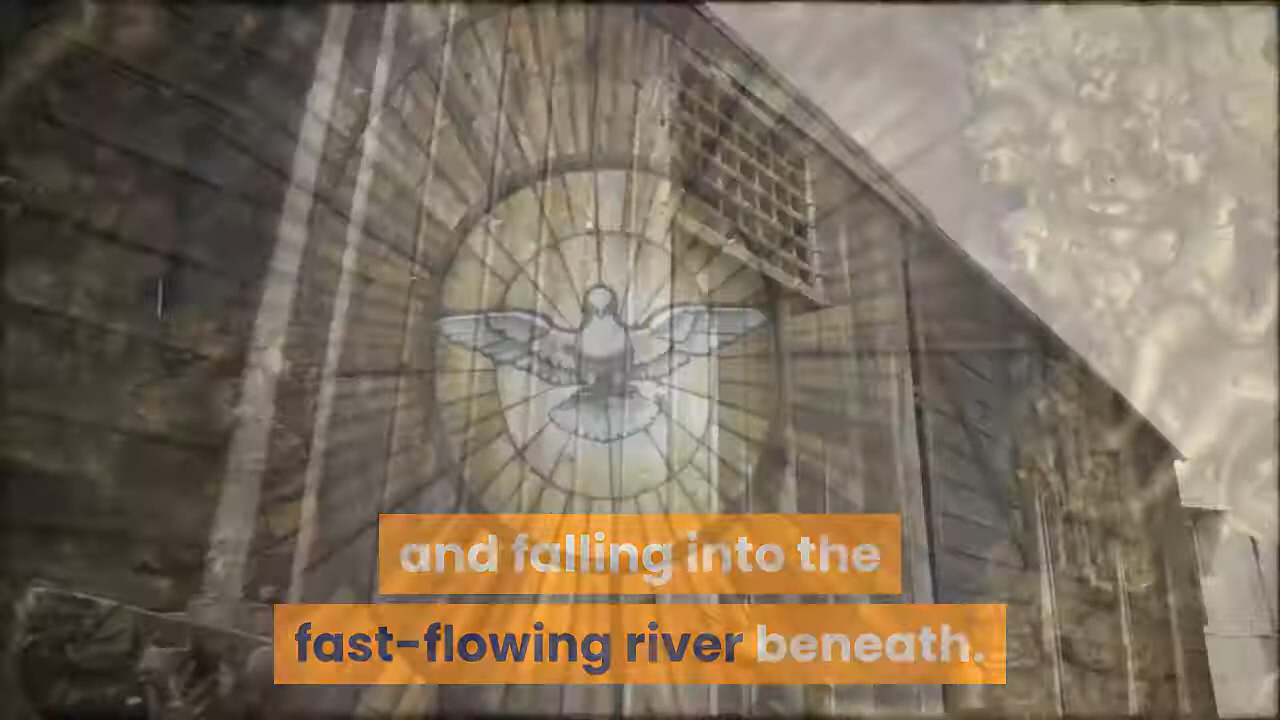 and falling into the
fast-flowing river beneath.